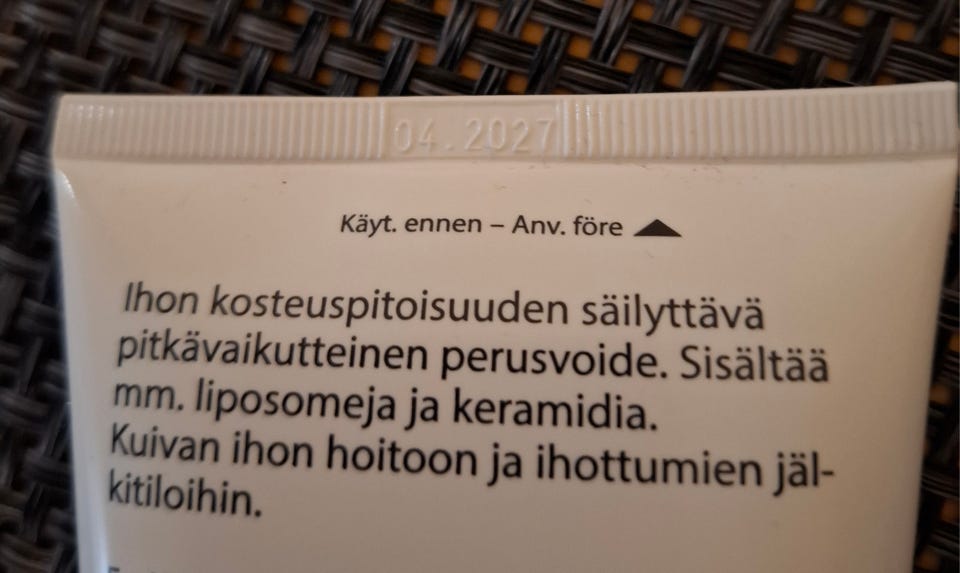 04.2027
Käyt. ennen – Anv. före
Ihon kosteuspitoisuuden säilyttävä
pitkävaikutteinen perusvoide. Sisältää
mm. liposomeja ja keramidia.
Kuivan ihon hoitoon ja ihottumien jäl-
kitiloihin.